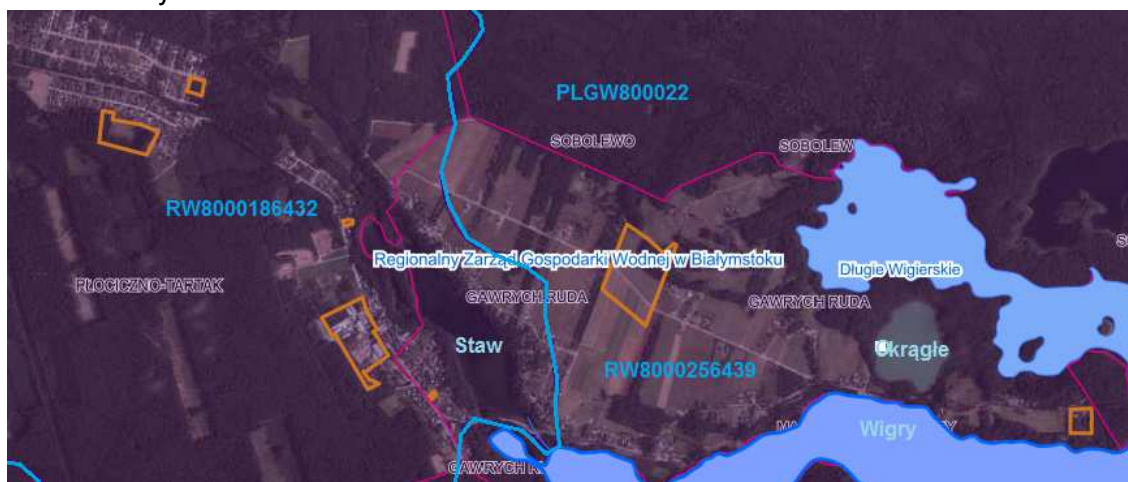 PLGW800022
SOBOLEWO
SOBOLEW
RW8000186432
Regionalny Zarząd Gospodarki Wodnej w Białymstoku
Długie Wigierskie
PŁOCICZNO-TARTAK
GAWRYCH RUDA
GAWRYCH RUDA
Staw
Okrągłe
RW8000256439
Wigry
GAWRYCH R